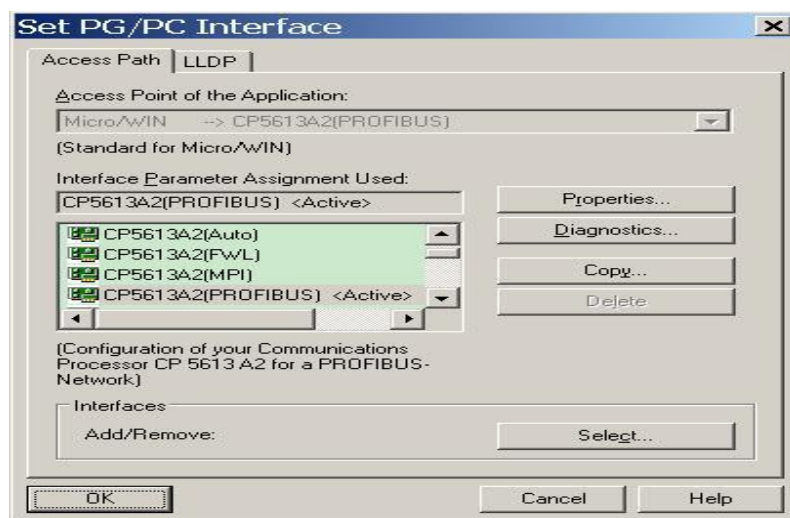 Set PG/PC Interface
Access Path
LLDP
Access Point of the Application:
Micro/WIN --> CP5613A2(PROFIBUS)
(Standard for Micro/WIN)
Interface Parameter Assignment Used:
CP5613A2(PROFIBUS) <Active>
Properties...
CP5613A2(Auto)
CP5613A2(FWL)
CP5613A2(MPI)
CP5613A2(PROFIBUS) <Active>
Diagnostics...
Copy...
Delete
(Configuration of your Communications
Processor CP 5613 A2 for a PROFIBUS-
Network)
Interfaces
Add/Remove:
Select...
OK
Cancel
Help